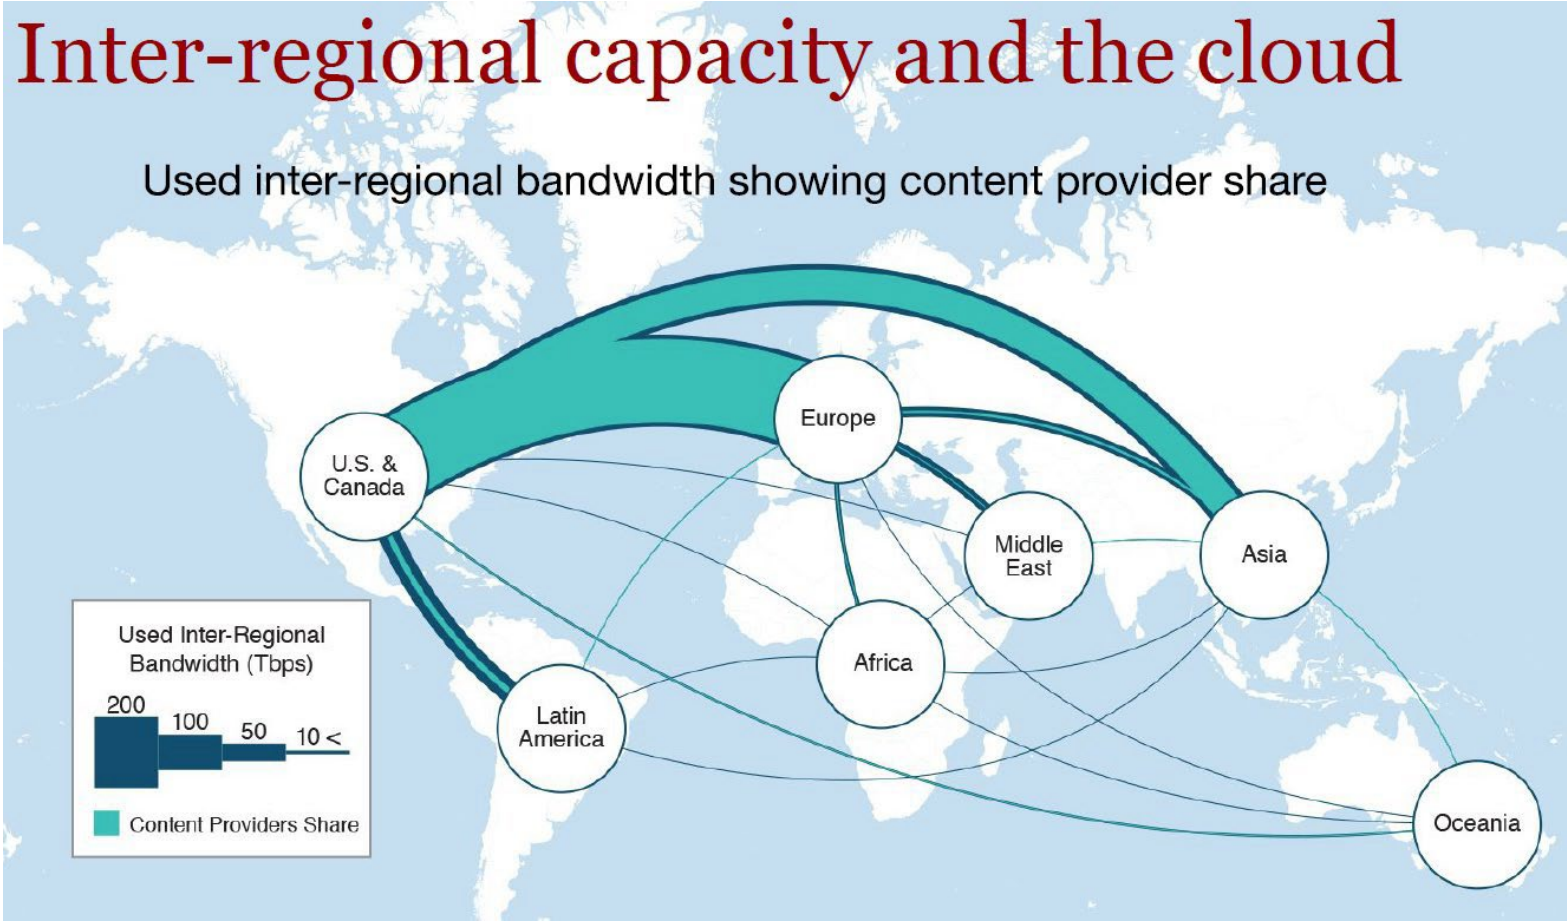 Inter-regional capacity and the cloud
Used inter-regional bandwidth showing content provider share
Europe
U.S. &
Canada
Middle
East
Asia
Africa
Latin
America
Oceania
Used Inter-Regional
Bandwidth (Tbps)
200
100
50
10 <
Content Providers Share